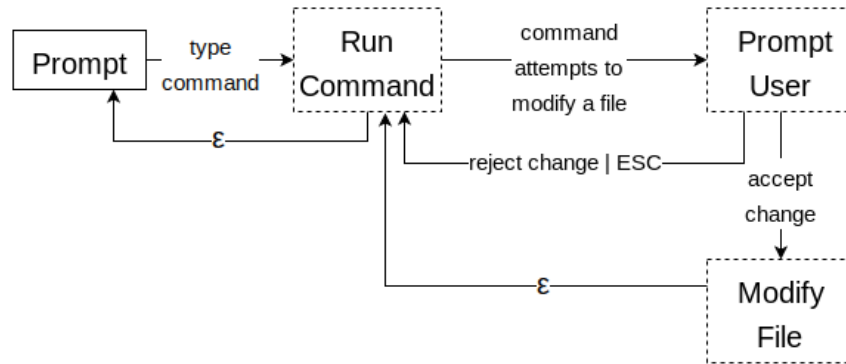 Prompt
type
command
Run
Command
command
attempts to
modify a file
Prompt
User
ε
reject change | ESC
accept
change
ε
Modify
File